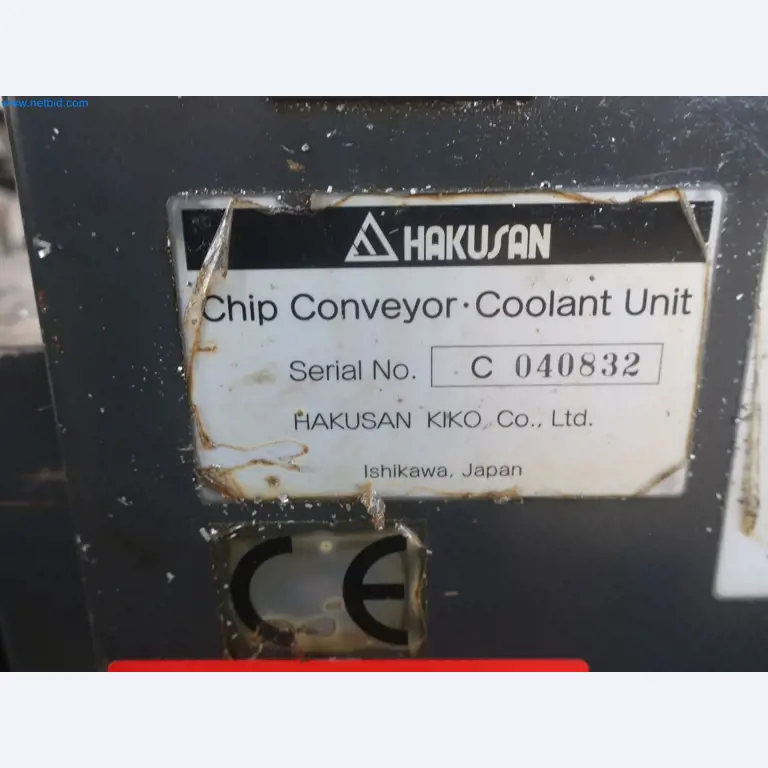 www.netbid.com
HAKUSAN
Chip Conveyor・Coolant Unit
Serial No. C 040832
HAKUSAN KIKO Co., Ltd.
Ishikawa, Japan
CE